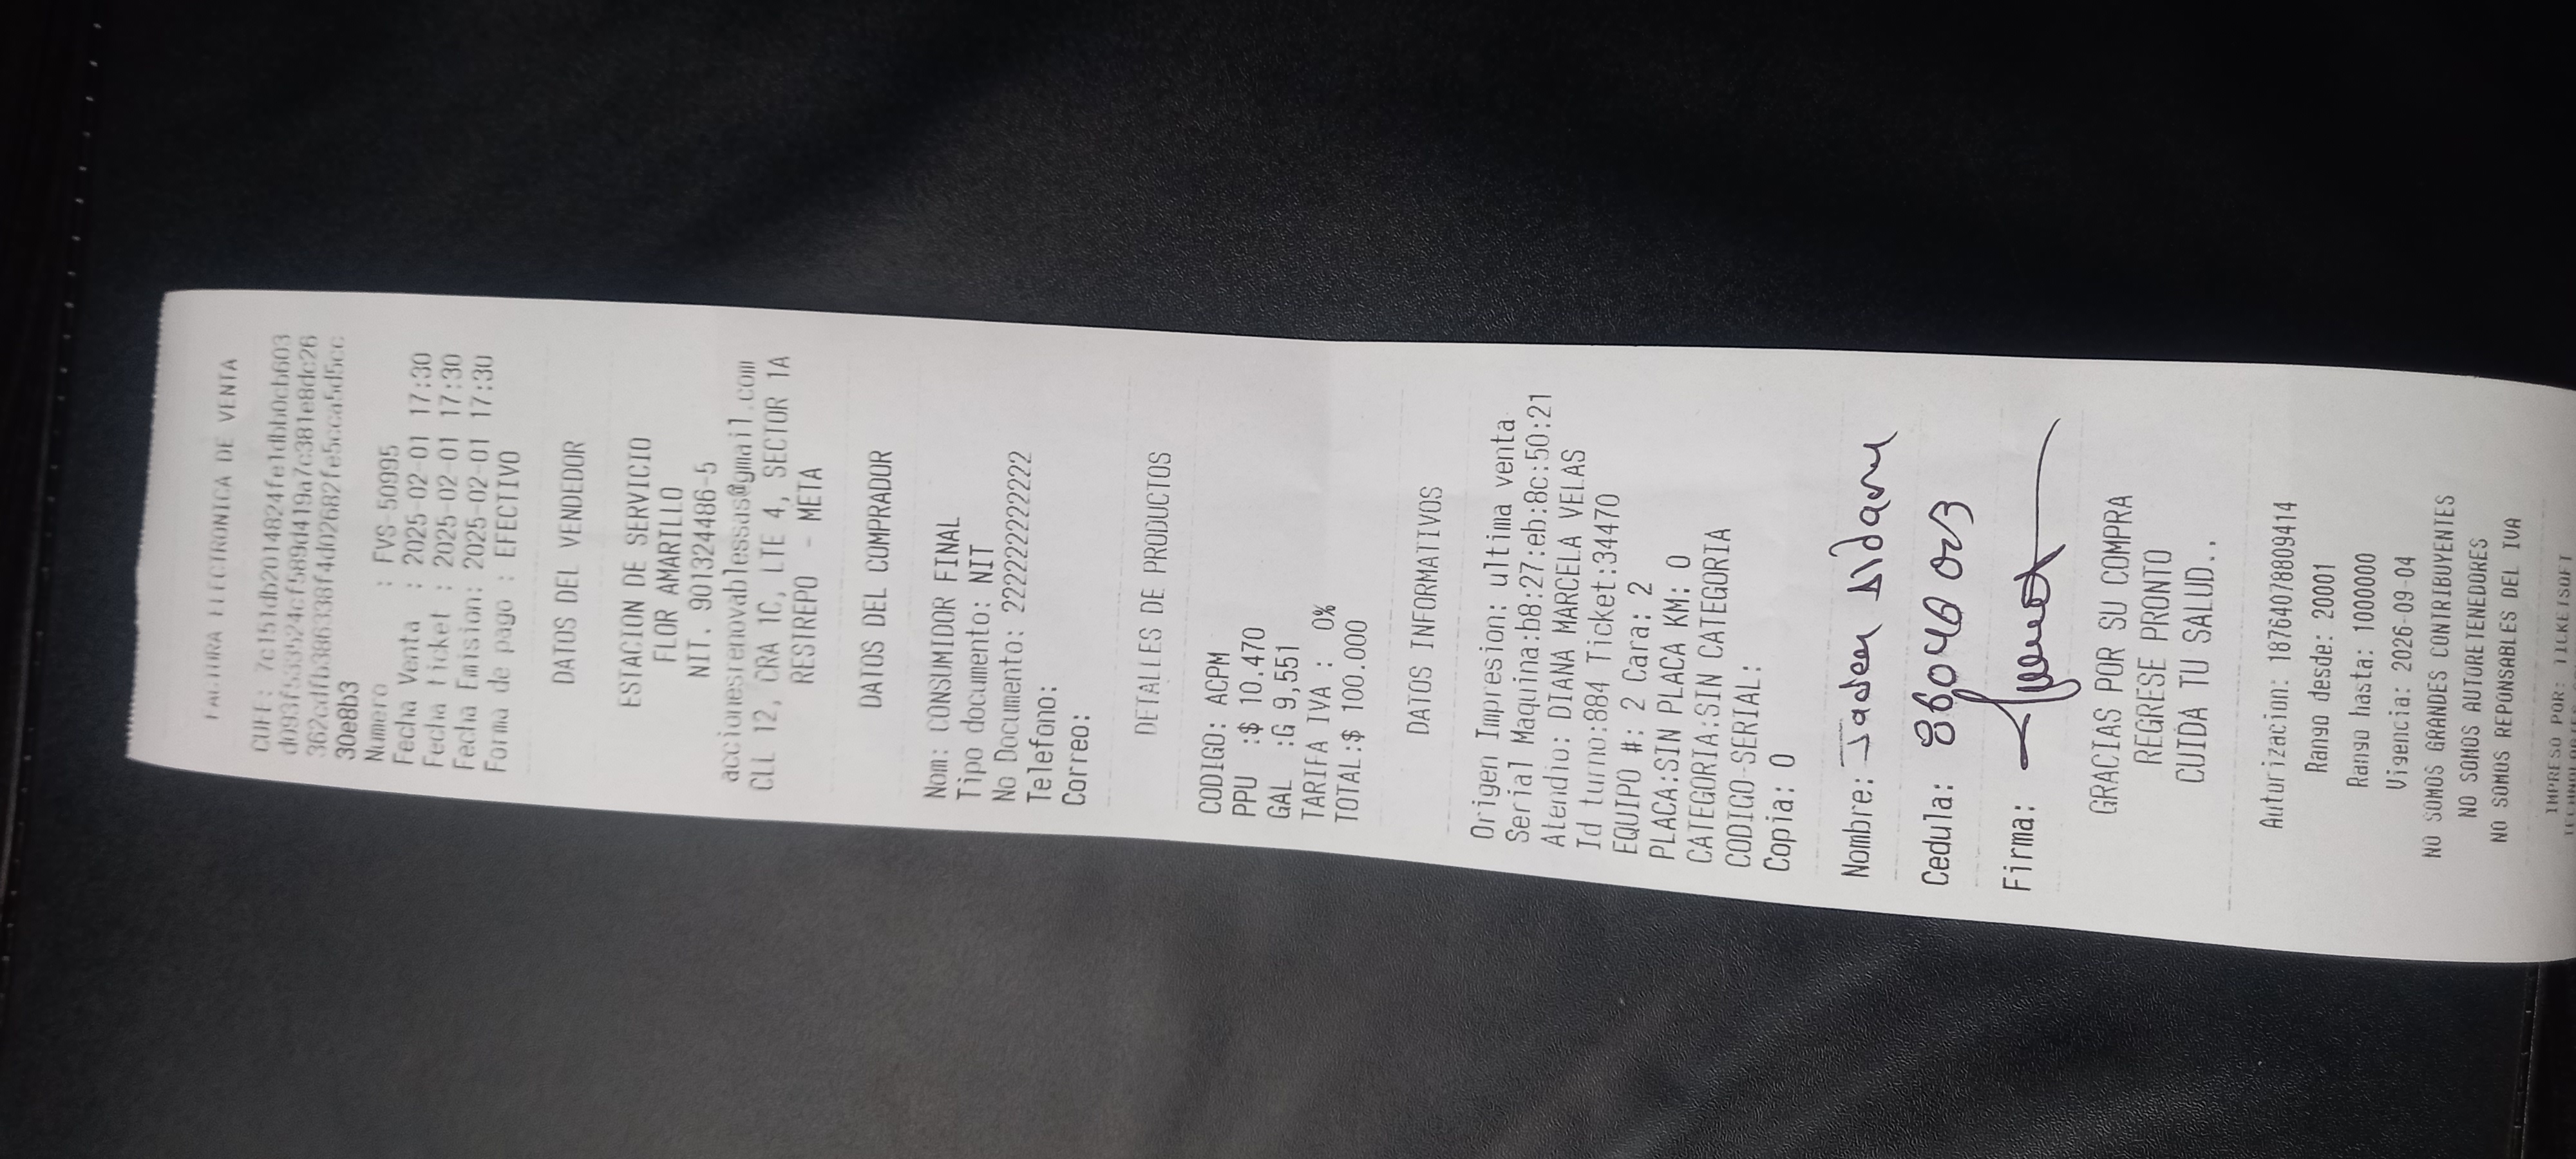 FACTURA ELECTRONICA DE VENTA
CUFE:
30e8b3
Numero : FVS-50995
Fecha Venta : 2025-02-01 17:30
Fecha ticket : 2025-02-01 17:30
Fecha Emision: 2025-02-01 17:30
Forma de pago : EFECTIVO
DATOS DEL VENDEDOR
ESTACION DE SERVICIO
FLOR AMARILLO
NIT. 901324486-5
accionesrenovablessas@gmail.com
CLL 12, CRA 1C, LTE 4, SECTOR 1A
RESTREPO - META
DATOS DEL COMPRADOR
Nom: CONSUMIDOR FINAL
Tipo documento: NIT
No Documento: 
Telefono:
Correo:
DETALLES DE PRODUCTOS
CODIGO: ACPM
PPU :$ 10.470
GAL :G 9,551
TARIFA IVA : 0%
TOTAL:$ 100.000
DATOS INFORMATIVOS
Origen Impresion: ultima venta
Serial Maquina:b8:27:eb:8c:50:21
Atendio: DIANA MARCELA VELAS
Id turno:884 Ticket:34470
EQUIPO #: 2 Cara: 2
PLACA:SIN PLACA KM: 0
CATEGORIA:SIN CATEGORIA
CODIGO-SERIAL:
Copia: 0
Nombre:
Cedula:
Firma:
GRACIAS POR SU COMPRA
REGRESE PRONTO
CUIDA TU SALUD..
Autorizacion: 18764078809414
Rango desde: 20001
Rango hasta: 1000000
Vigencia: 2026-09-04
NO SOMOS GRANDES CONTRIBUYENTES
NO SOMOS AUTORETENEDORES
NO SOMOS REPONSABLES DEL IVA
IMPRESO POR: TICKETSOFT